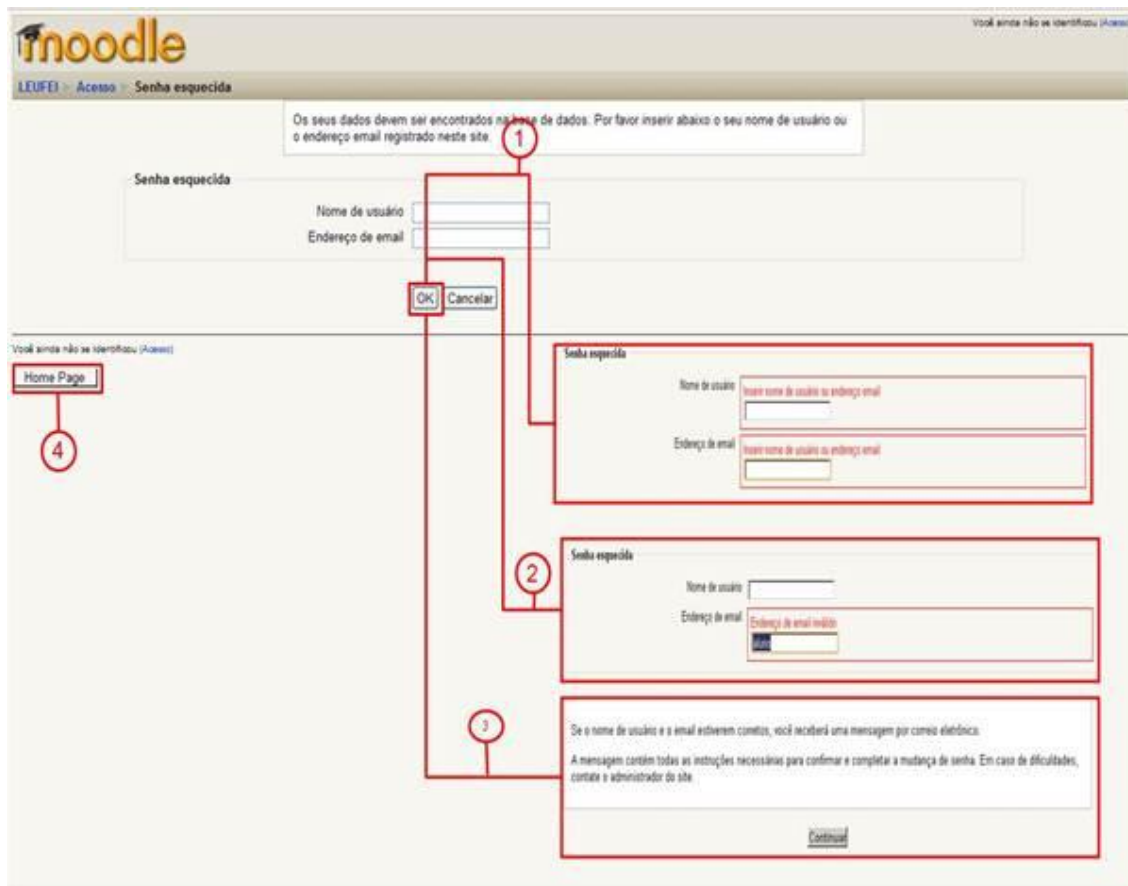 moodle
Você ainda não se identificou (Acesso
LEUFEI > Acesso > Senha esquecida
Os seus dados devem ser encontrados na base de dados. Por favor inserir abaixo o seu nome de usuário ou
o endereço email registrado neste site.
1
Senha esquecida
Nome de usuário
Endereço de email
OK Cancelar
Você ainda não se identificou (Acesso)
Home Page
4
Senha esquecida
Nome de usuário
Inserir nome de usuário ou endereço email
Endereço de email
Inserir nome de usuário ou endereço email
2
Senha esquecida
Nome de usuário
Endereço de email
Endereço de email inválido
3
Se o nome de usuário e o email estiverem corretos, você receberá uma mensagem por correio eletrônico.
A mensagem contém todas as instruções necessárias para confirmar e completar a mudança de senha. Em caso de dificuldades,
contate o administrador do site.
Continuar